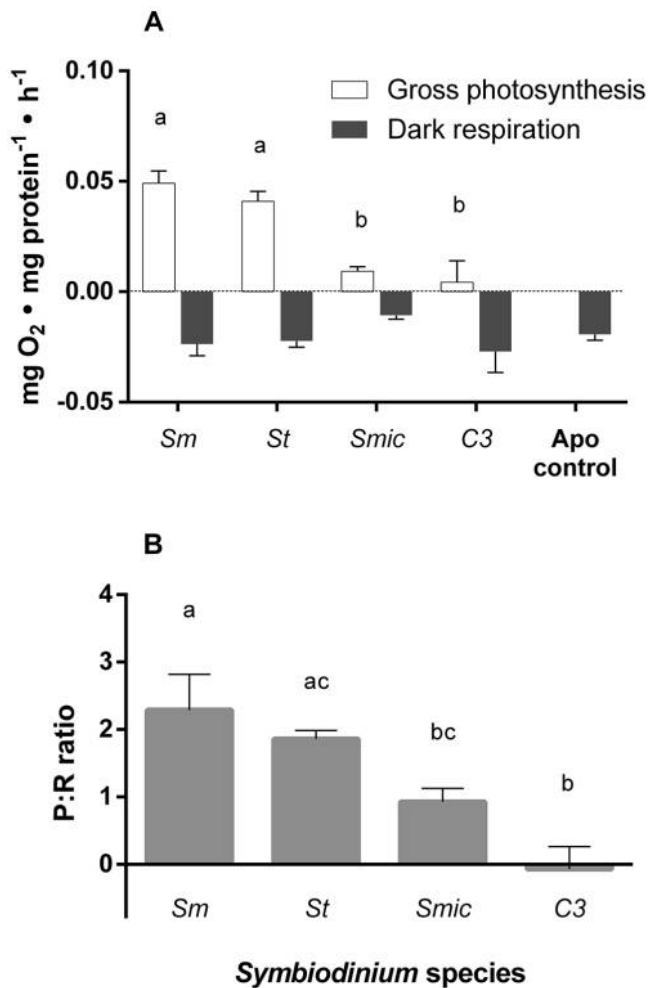 A
mg O₂ • mg protein⁻¹ • h⁻¹
0.10
0.05
0.00
-0.05
Gross photosynthesis
Dark respiration
a
a
b
b
Sm
St
Smic
C3
Apo
control
B
P:R ratio
4
3
2
1
0
a
ac
bc
b
Sm
St
Smic
C3
Symbiodinium species